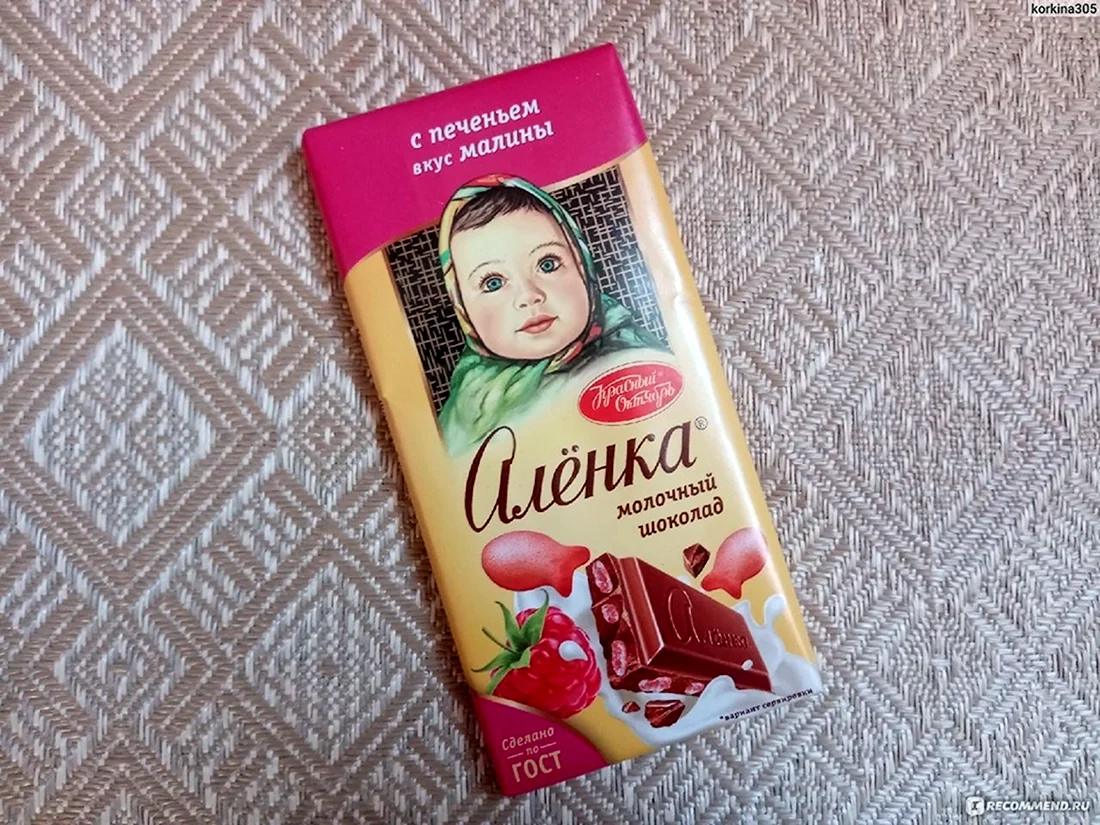 korkina305
с печеньем
вкус малины
Красный
Октябрь
Алёнка®
молочный
шоколад
Алёнка
*вариант сервировки
Сделано
по
ГОСТ
RECOMMEND.RU